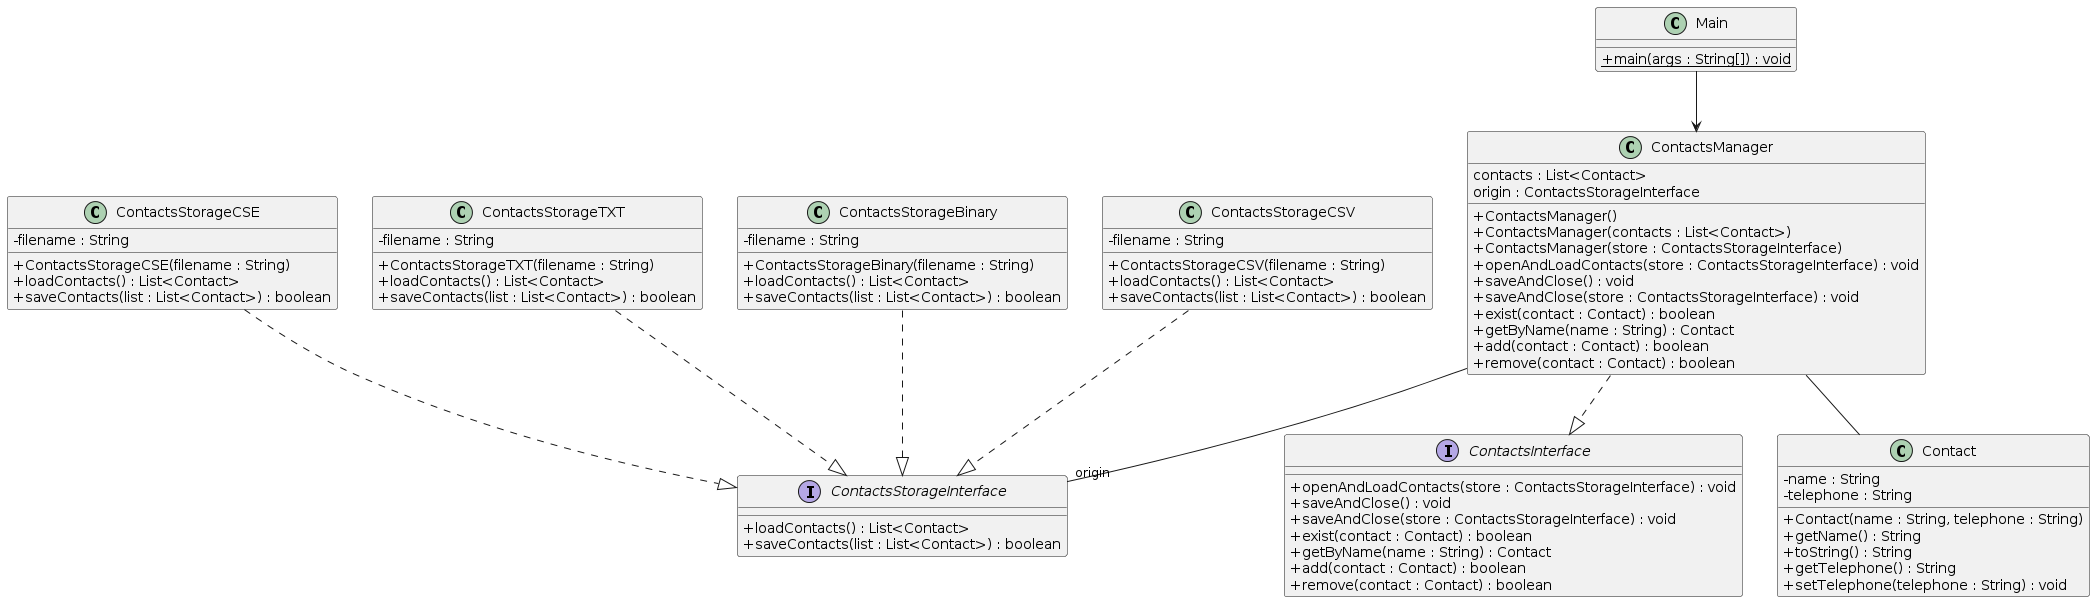 C Main
+main(args : String[]) : void
C ContactsManager
contacts : List<Contact>
origin : ContactsStorageInterface
+ContactsManager()
+ContactsManager(contacts : List<Contact>)
+ContactsManager(store : ContactsStorageInterface)
+openAndLoadContacts(store : ContactsStorageInterface) : void
+saveAndClose() : void
+saveAndClose(store : ContactsStorageInterface) : void
+exist(contact : Contact) : boolean
+getByName(name : String) : Contact
+add(contact : Contact) : boolean
+remove(contact : Contact) : boolean
C ContactsStorageCSE
-filename : String
+ContactsStorageCSE(filename : String)
+loadContacts() : List<Contact>
+saveContacts(list : List<Contact>) : boolean
C ContactsStorageTXT
-filename : String
+ContactsStorageTXT(filename : String)
+loadContacts() : List<Contact>
+saveContacts(list : List<Contact>) : boolean
C ContactsStorageBinary
-filename : String
+ContactsStorageBinary(filename : String)
+loadContacts() : List<Contact>
+saveContacts(list : List<Contact>) : boolean
C ContactsStorageCSV
-filename : String
+ContactsStorageCSV(filename : String)
+loadContacts() : List<Contact>
+saveContacts(list : List<Contact>) : boolean
origin
I ContactsStorageInterface
+loadContacts() : List<Contact>
+saveContacts(list : List<Contact>) : boolean
I ContactsInterface
+openAndLoadContacts(store : ContactsStorageInterface) : void
+saveAndClose() : void
+saveAndClose(store : ContactsStorageInterface) : void
+exist(contact : Contact) : boolean
+getByName(name : String) : Contact
+add(contact : Contact) : boolean
+remove(contact : Contact) : boolean
C Contact
-name : String
-telephone : String
+Contact(name : String, telephone : String)
+getName() : String
+toString() : String
+getTelephone() : String
+setTelephone(telephone : String) : void